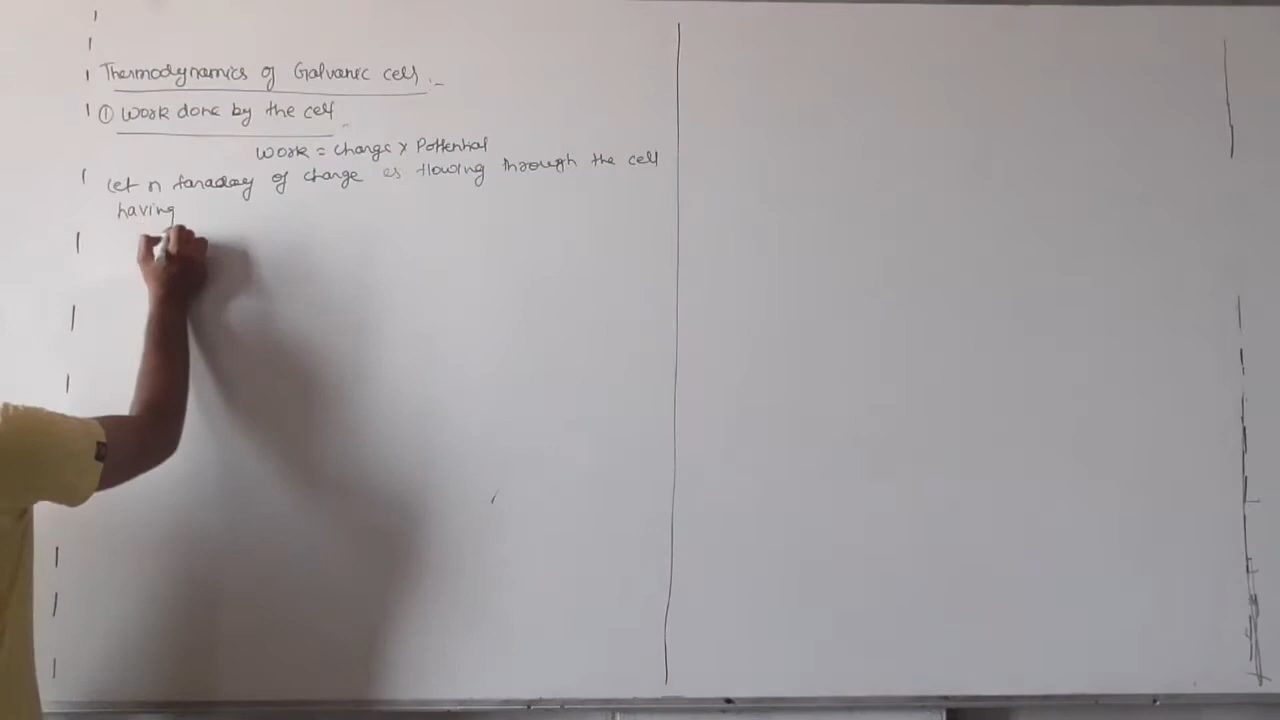 Thermodynamics of Galvanic cell
① Work done by the cell
Work = charge × Pottential
Let n faraday of charge is flowing through the cell
having